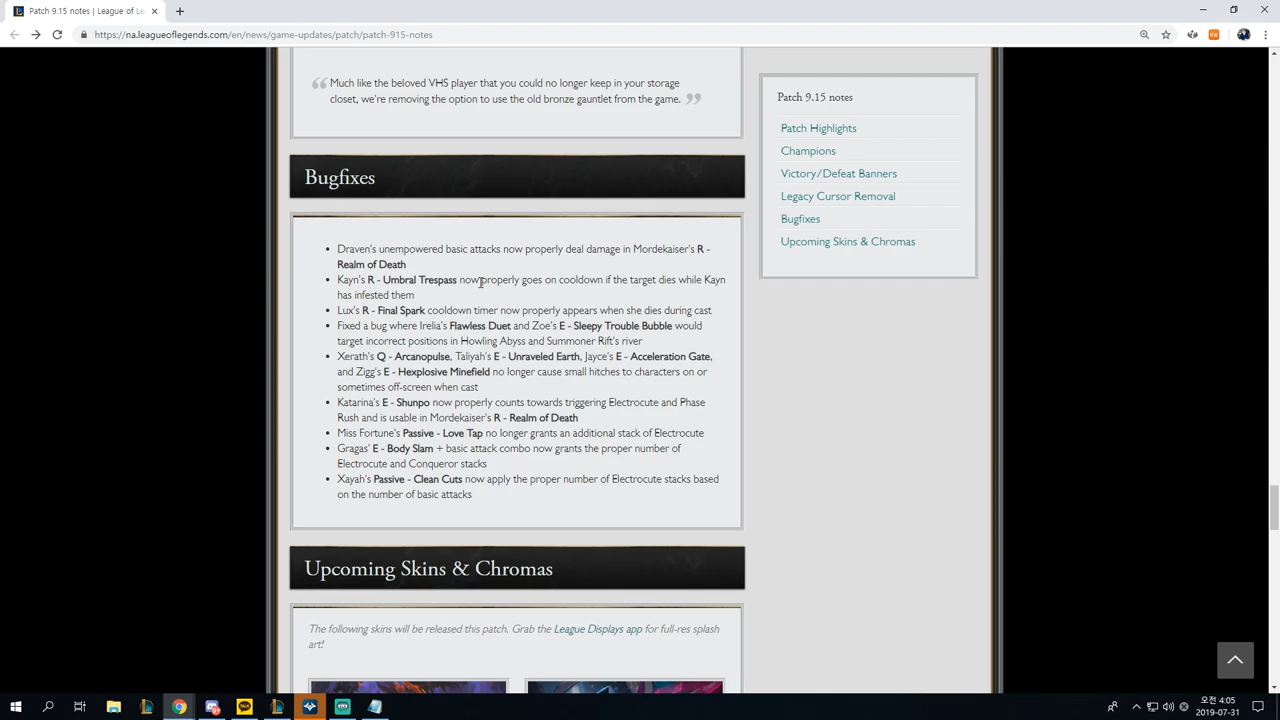 Patch 9.15 notes | League of Le
https://na.leagueoflegends.com/en/news/game-updates/patch/patch-915-notes
Much like the beloved VHS player that you could no longer keep in your storage
closet, we're removing the option to use the old bronze gauntlet from the game.
Bugfixes
Draven's unempowered basic attacks now properly deal damage in Mordekaiser's R -
Realm of Death
Kayn's R - Umbral Trespass now properly goes on cooldown if the target dies while Kayn
has infested them
Lux's R - Final Spark cooldown timer now properly appears when she dies during cast
Fixed a bug where Irelia's Flawless Duet and Zoe's E - Sleepy Trouble Bubble would
target incorrect positions in Howling Abyss and Summoner Rift's river
Xerath's Q - Arcanopulse, Taliyah's E - Unraveled Earth, Jayce's E - Acceleration Gate,
and Zigg's E - Hexplosive Minefield no longer cause small hitches to characters on or
sometimes off-screen when cast
Katarina's E - Shunpo now properly counts towards triggering Electrocute and Phase
Rush and is usable in Mordekaiser's R - Realm of Death
Miss Fortune's Passive - Love Tap no longer grants an additional stack of Electrocute
Gragas' E - Body Slam + basic attack combo now grants the proper number of
Electrocute and Conqueror stacks
Xayah's Passive - Clean Cuts now apply the proper number of Electrocute stacks based
on the number of basic attacks
Upcoming Skins & Chromas
The following skins will be released this patch. Grab the League Displays app for full-res splash
art!
Patch 9.15 notes
Patch Highlights
Champions
Victory/Defeat Banners
Legacy Cursor Removal
Bugfixes
Upcoming Skins & Chromas
TALK
오전 4:05
2019-07-31